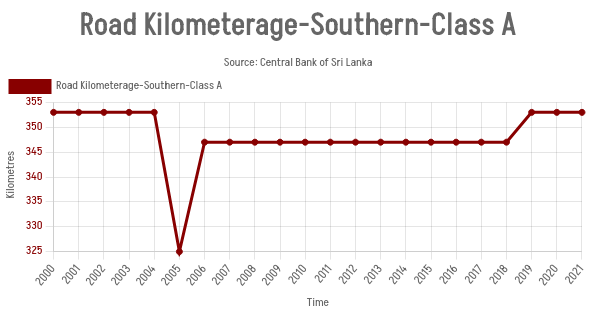 Road Kilometerage-Southern-Class A
Source: Central Bank of Sri Lanka
Road Kilometerage-Southern-Class A
355
350
345
340
335
330
325
Kilometres
2000 2001 2002 2003 2004 2005 2006 2007 2008 2009 2010 2011 2012 2013 2014 2015 2016 2017 2018 2019 2020 2021
Time